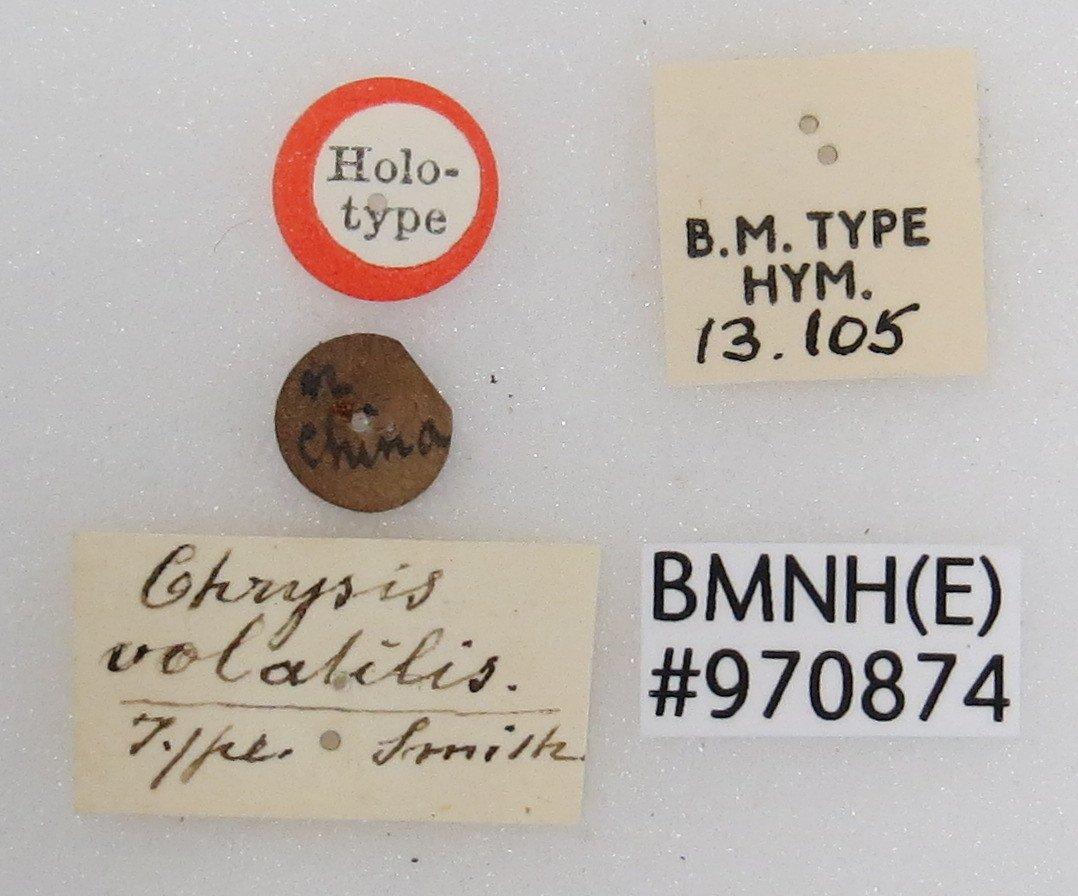 Holo-
type
B.M. TYPE
HYM.
13.105
N.
China
Chrysis
volatilis.
Type. Smith.
BMNH(E)
#970874